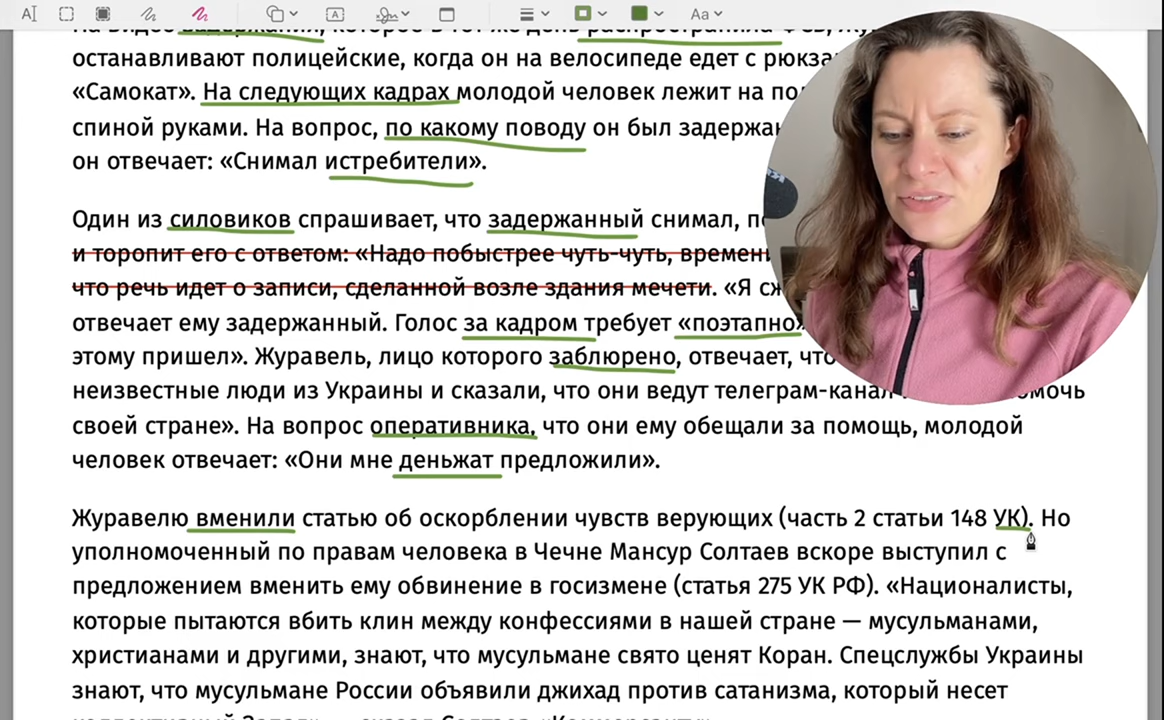 Aa
останавливают полицейские, когда он на велосипеде едет с
«Самокат». На следующих кадрах молодой человек лежит на
спиной руками. На вопрос, по какому поводу он был
он отвечает: «Снимал истребители».
Один из силовиков спрашивает, что задержанный снимал,
и торопит его с ответом: «Надо побыстрее чуть-чуть,
что речь идет о записи, сделанной возле здания мечети. «Я
отвечает ему задержанный. Голос за кадром требует «поэтапно»
этому пришел». Журавель, лицо которого заблюрено, отвечает, что
неизвестные люди из Украины и сказали, что они ведут телеграм-канал
своей стране». На вопрос оперативника, что они ему обещали за помощь, молодой
человек отвечает: «Они мне деньжат предложили».
Журавелю вменили статью об оскорблении чувств верующих (часть 2 статьи 148 УК). Но
уполномоченный по правам человека в Чечне Мансур Солтаев вскоре выступил с
предложением вменить ему обвинение в госизмене (статья 275 УК РФ). «Националисты,
которые пытаются вбить клин между конфессиями в нашей стране — мусульманами,
христианами и другими, знают, что мусульмане свято ценят Коран. Спецслужбы Украины
знают, что мусульмане России объявили джихад против сатанизма, который несет